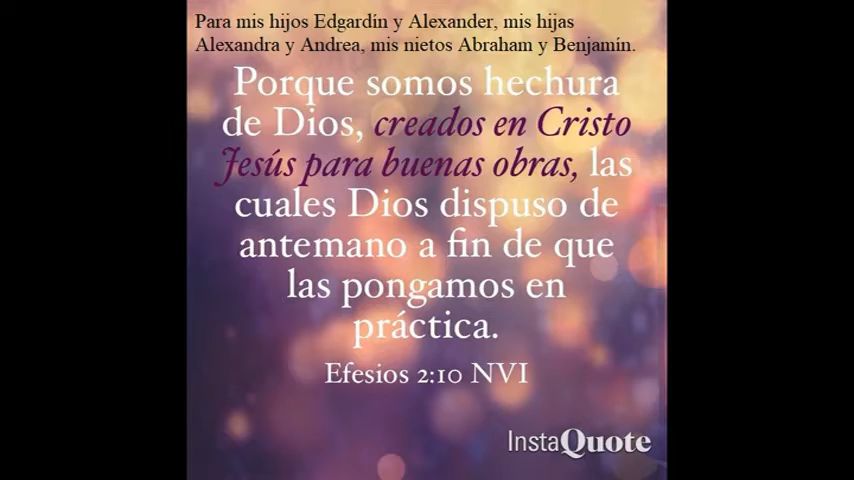 Para mis hijos Edgardín y Alexander, mis hijas
Alexandra y Andrea, mis nietos Abraham y Benjamín.
Porque somos hechura
de Dios, creados en Cristo
Jesús para buenas obras, las
cuales Dios dispuso de
antemano a fin de que
las pongamos en
práctica.
Efesios 2:10 NVI
InstaQuote